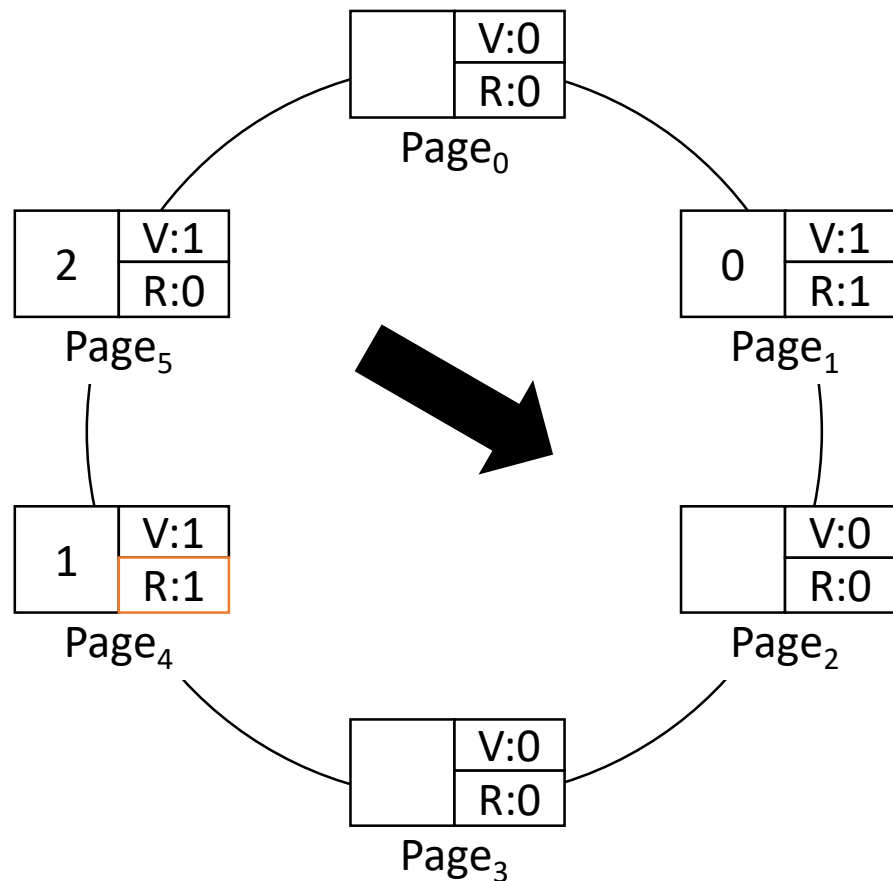 V:0
R:0
Page₀
2
V:1
R:0
Page₅
0
V:1
R:1
Page₁
1
V:1
R:1
Page₄
V:0
R:0
Page₂
V:0
R:0
Page₃